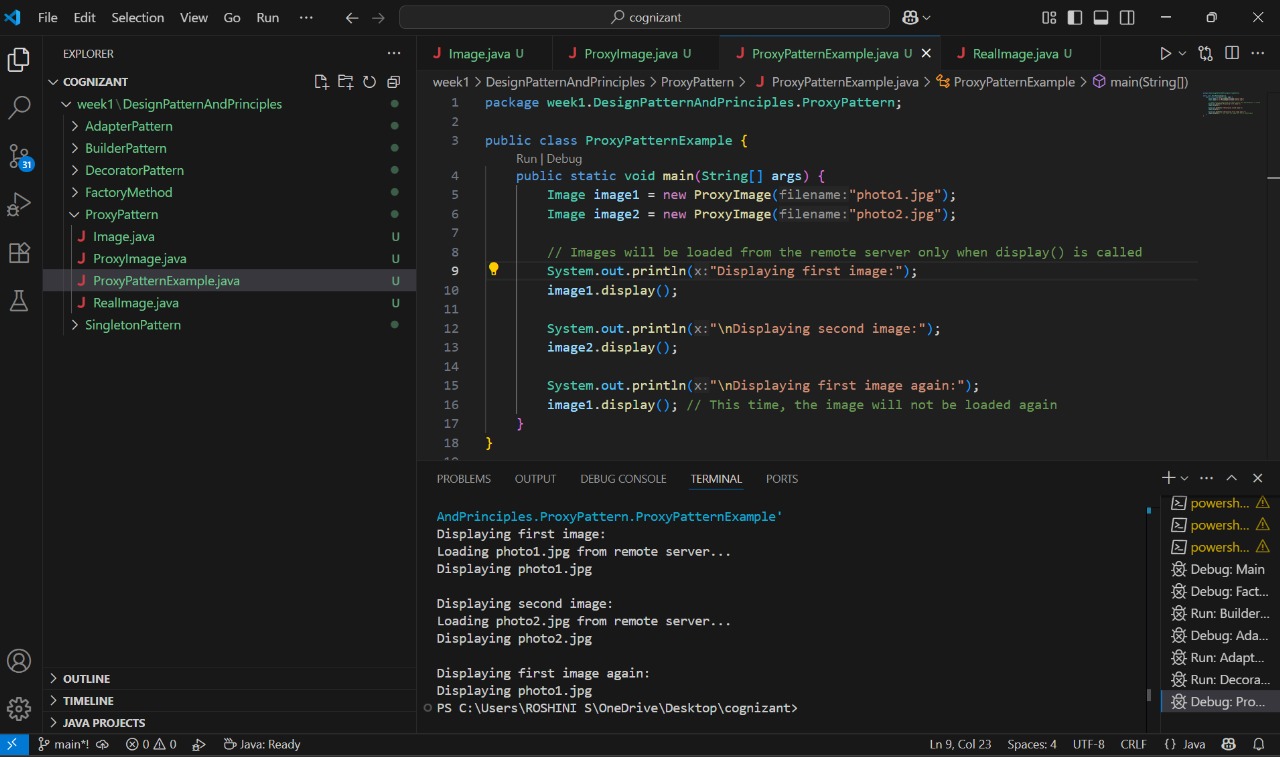 File Edit Selection View Go Run ··· cognizant
EXPLORER ···
COGNIZANT
week1\DesignPatternAndPrinciples
AdapterPattern
BuilderPattern
DecoratorPattern
FactoryMethod
ProxyPattern
J Image.java U
J ProxyImage.java U
J ProxyPatternExample.java U
J RealImage.java U
SingletonPattern
OUTLINE
TIMELINE
JAVA PROJECTS
31
J Image.java U J ProxyImage.java U J ProxyPatternExample.java U J RealImage.java U
week1 > DesignPatternAndPrinciples > ProxyPattern > J ProxyPatternExample.java > ProxyPatternExample > main(String[])
1 package week1.DesignPatternAndPrinciples.ProxyPattern;
2
3 public class ProxyPatternExample {
Run | Debug
4 public static void main(String[] args) {
5 Image image1 = new ProxyImage(filename:"photo1.jpg");
6 Image image2 = new ProxyImage(filename:"photo2.jpg");
7
8 // Images will be loaded from the remote server only when display() is called
9 System.out.println(x:"Displaying first image:");
10 image1.display();
11
12 System.out.println(x:"\nDisplaying second image:");
13 image2.display();
14
15 System.out.println(x:"\nDisplaying first image again:");
16 image1.display(); // This time, the image will not be loaded again
17 }
18 }
PROBLEMS OUTPUT DEBUG CONSOLE TERMINAL PORTS
AndPrinciples.ProxyPattern.ProxyPatternExample'
Displaying first image:
Loading photo1.jpg from remote server...
Displaying photo1.jpg
Displaying second image:
Loading photo2.jpg from remote server...
Displaying photo2.jpg
Displaying first image again:
Displaying photo1.jpg
PS C:\Users\ROSHINI S\OneDrive\Desktop\cognizant>
powersh...
powersh...
powersh...
Debug: Main
Debug: Fact...
Run: Builder...
Debug: Ada...
Run: Adapt...
Run: Decora...
Debug: Pro...
main*! 0 0 Java: Ready Ln 9, Col 23 Spaces: 4 UTF-8 CRLF {} Java